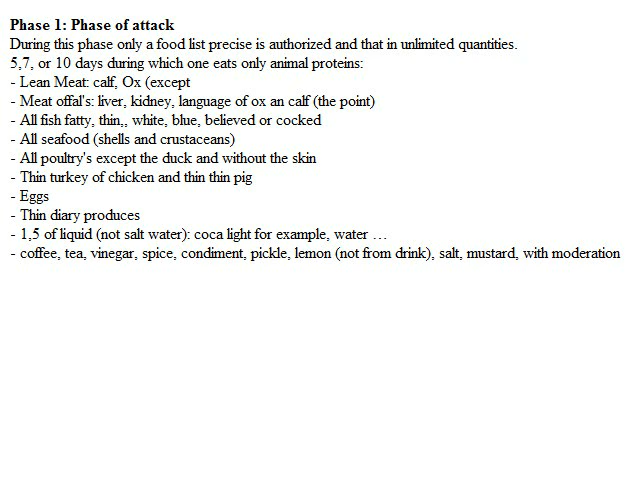 Phase 1: Phase of attack
During this phase only a food list precise is authorized and that in unlimited quantities.
5,7, or 10 days during which one eats only animal proteins:
- Lean Meat: calf, Ox (except
- Meat offal's: liver, kidney, language of ox an calf (the point)
- All fish fatty, thin,, white, blue, believed or cocked
- All seafood (shells and crustaceans)
- All poultry's except the duck and without the skin
- Thin turkey of chicken and thin thin pig
- Eggs
- Thin diary produces
- 1,5 of liquid (not salt water): coca light for example, water …
- coffee, tea, vinegar, spice, condiment, pickle, lemon (not from drink), salt, mustard, with moderation